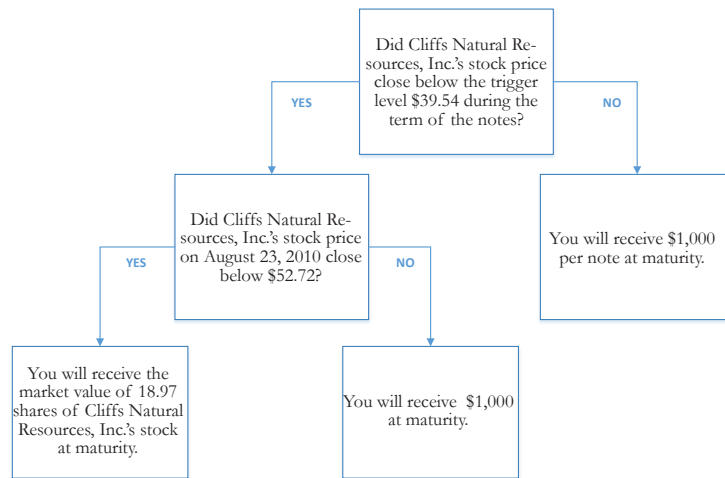 Did Cliffs Natural Re-
sources, Inc.'s stock price
close below the trigger
level $39.54 during the
term of the notes?
YES
NO
Did Cliffs Natural Re-
sources, Inc.'s stock price
on August 23, 2010 close
below $52.72?
You will receive $1,000
per note at maturity.
YES
NO
You will receive the
market value of 18.97
shares of Cliffs Natural
Resources, Inc.'s stock
at maturity.
You will receive $1,000
at maturity.